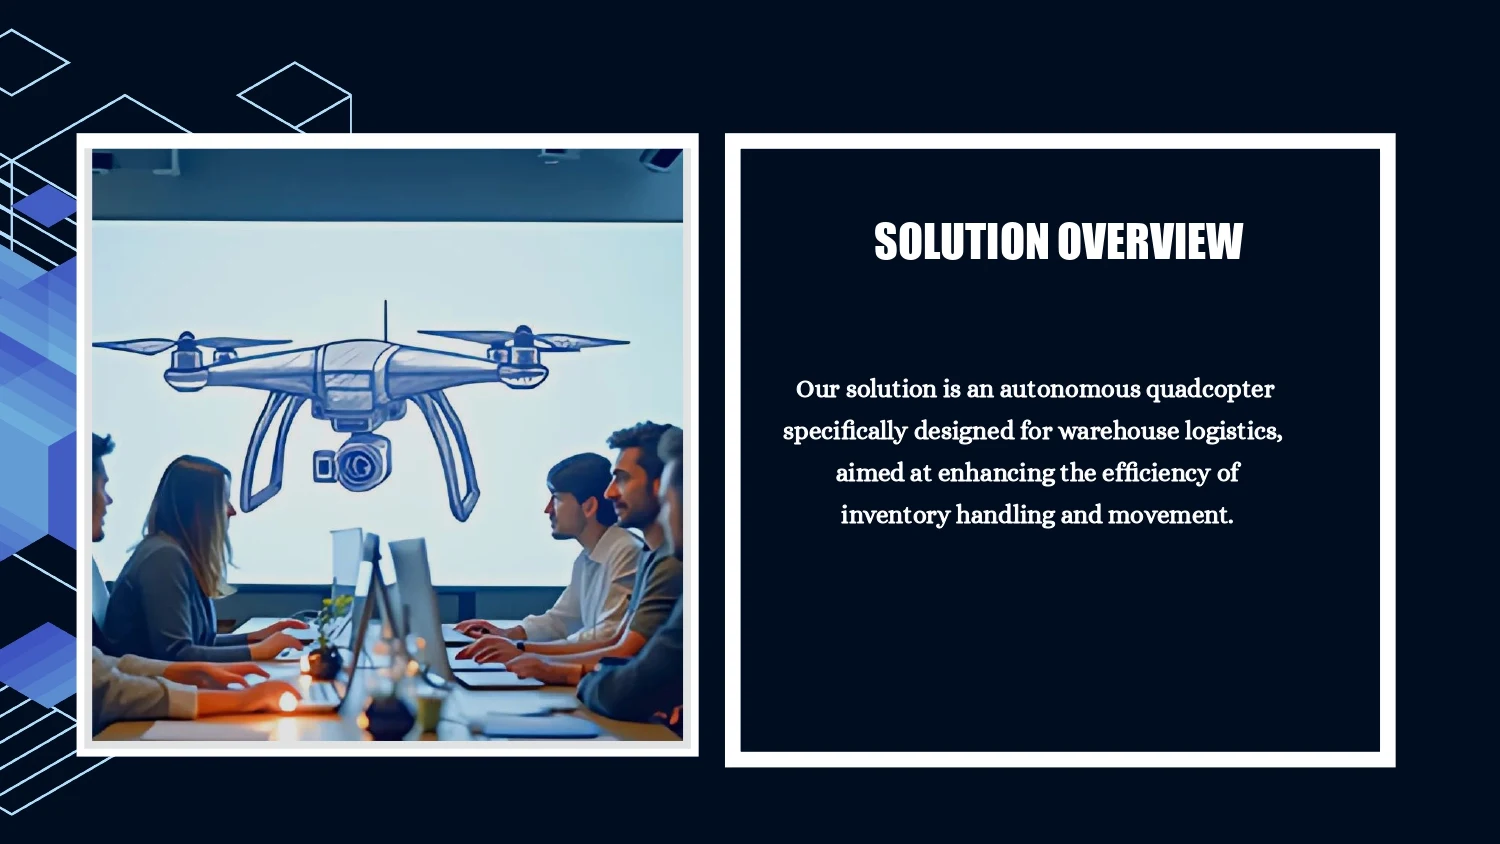 SOLUTION OVERVIEW
Our solution is an autonomous quadcopter
specifically designed for warehouse logistics,
aimed at enhancing the efficiency of
inventory handling and movement.